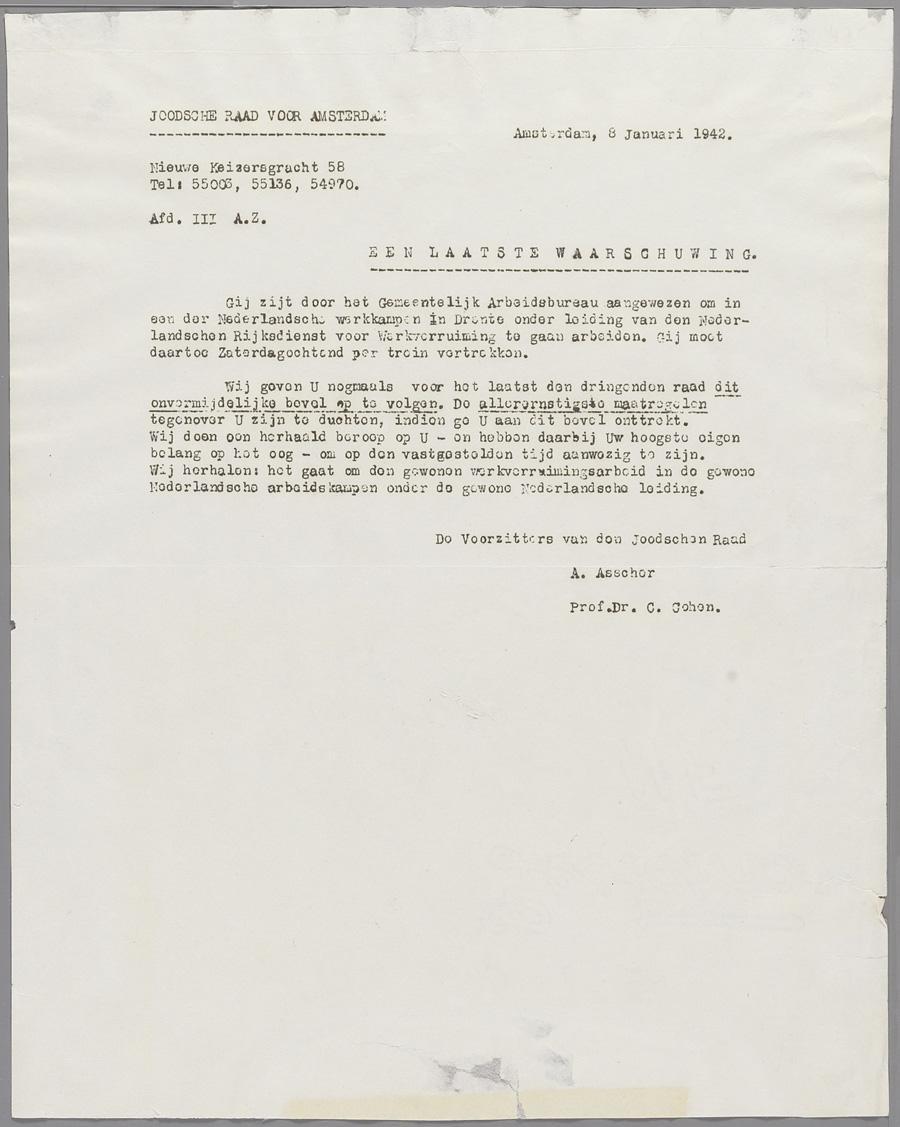 JOODSCHE RAAD VOOR AMSTERDAM
Amsterdam, 8 Januari 1942.
Nieuwe Keizersgracht 58
Tel: 55003, 55136, 54970.
Afd. III A.Z.
EEN LAATSTE WAARSCHUWING.
Gij zijt door het Gemeentelijk Arbeidsbureau aangewezen om in
een der Nederlandsche werkkampen in Drente onder leiding van den Neder-
landschen Rijksdienst voor Werkverruiming te gaan arbeiden. Gij moet
daartoe Zaterdagochtend per trein vertrekken.
Wij geven U nogmaals voor het laatst den dringenden raad dit
onvermijdelijke bevel op te volgen. De allerernstigste maatregelen
tegenover U zijn te duchten, indien ge U aan dit bevel onttrekt.
Wij doen een herhaald beroep op U - en hebben daarbij Uw hoogste eigen
belang op het oog - om op den vastgestelden tijd aanwezig te zijn.
Wij herhalen: het gaat om den gewonen werkverruimingsarbeid in de gewone
Nederlandsche arbeidskampen onder de gewone Nederlandsche leiding.
De Voorzitters van den Joodschen Raad
A. Asscher
Prof.Dr. C. Cohen.